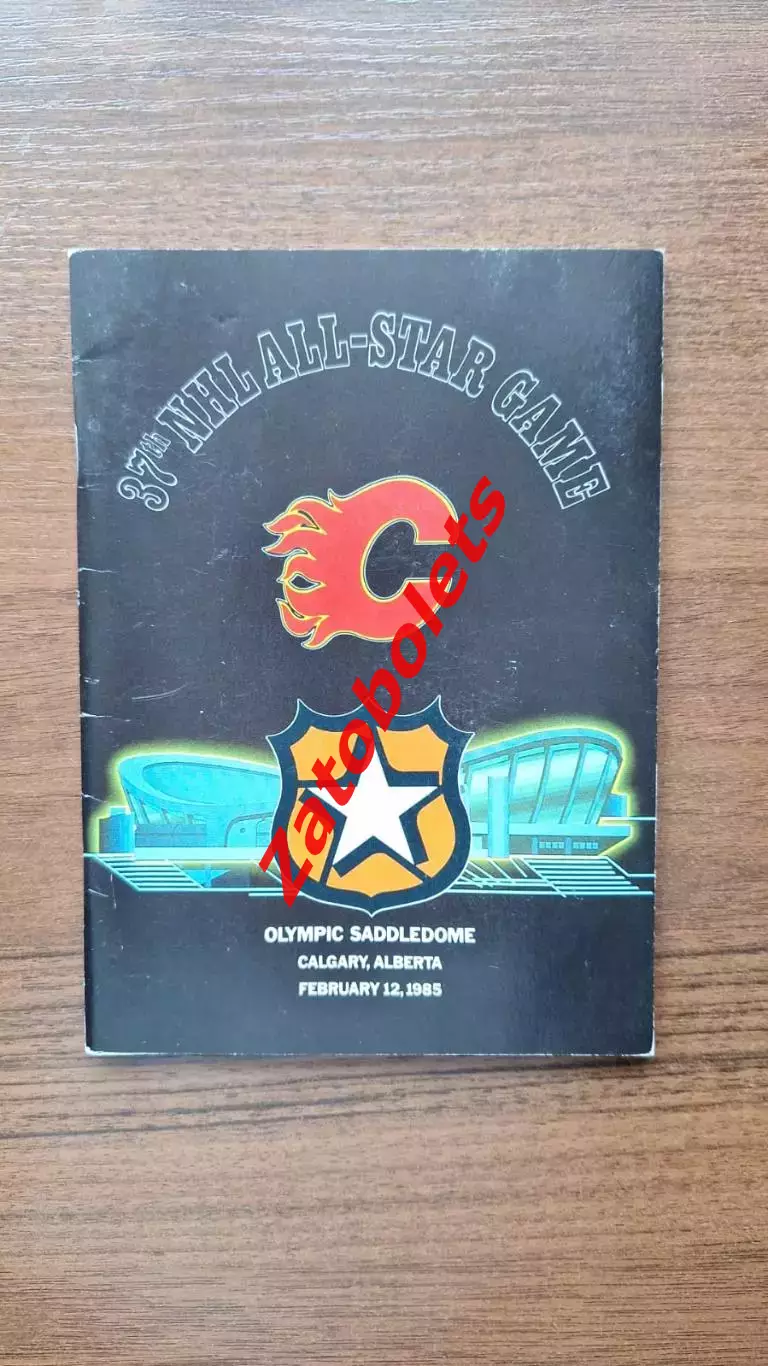 37th NHL ALL-STAR GAME
Zatobolets
OLYMPIC SADDLEDOME
CALGARY, ALBERTA
FEBRUARY 12, 1985